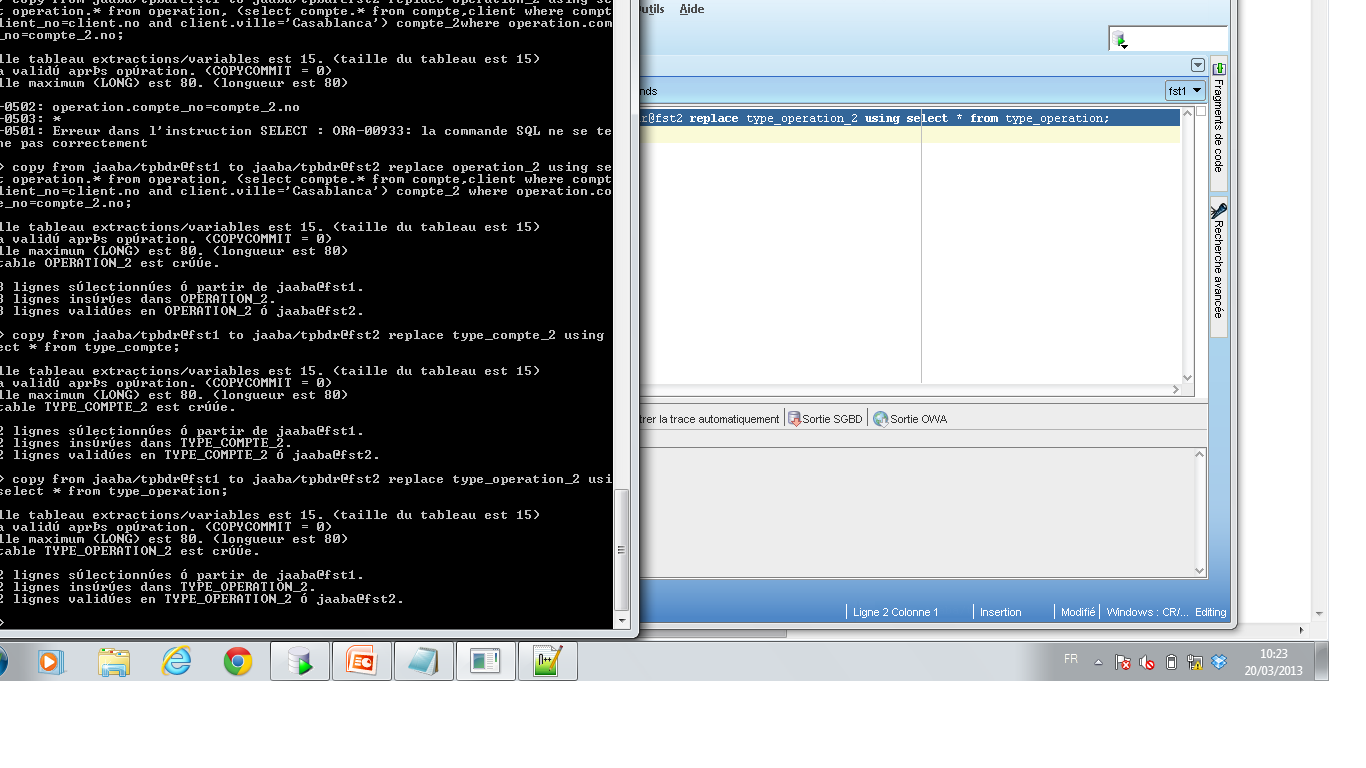 > copy from jaaba/tpbdr@fst1 to jaaba/tpbdr@fst2 replace operation_2 using se
t operation.* from operation, (select compte.* from compte,client where compt
lient_no=client.no and client.ville='Casablanca') compte_2where operation.com
_no=compte_2.no;
lle tableau extractions/variables est 15. (taille du tableau est 15)
a validú aprÞs opúration. (COPYCOMMIT = 0)
lle maximum (LONG) est 80. (longueur est 80)
-0502: operation.compte_no=compte_2.no
-0503: *
-0501: Erreur dans l'instruction SELECT : ORA-00933: la commande SQL ne se te
ne pas correctement
> copy from jaaba/tpbdr@fst1 to jaaba/tpbdr@fst2 replace operation_2 using se
t operation.* from operation, (select compte.* from compte,client where compt
lient_no=client.no and client.ville='Casablanca') compte_2 where operation.co
e_no=compte_2.no;
lle tableau extractions/variables est 15. (taille du tableau est 15)
a validú aprÞs opúration. (COPYCOMMIT = 0)
lle maximum (LONG) est 80. (longueur est 80)
table OPERATION_2 est crúúe.
3 lignes súlectionnúes ó partir de jaaba@fst1.
3 lignes insúrúes dans OPERATION_2.
3 lignes validúes en OPERATION_2 ó jaaba@fst2.
> copy from jaaba/tpbdr@fst1 to jaaba/tpbdr@fst2 replace type_compte_2 using
ect * from type_compte;
lle tableau extractions/variables est 15. (taille du tableau est 15)
a validú aprÞs opúration. (COPYCOMMIT = 0)
lle maximum (LONG) est 80. (longueur est 80)
table TYPE_COMPTE_2 est crúúe.
2 lignes súlectionnúes ó partir de jaaba@fst1.
2 lignes insúrúes dans TYPE_COMPTE_2.
2 lignes validúes en TYPE_COMPTE_2 ó jaaba@fst2.
> copy from jaaba/tpbdr@fst1 to jaaba/tpbdr@fst2 replace type_operation_2 usi
select * from type_operation;
lle tableau extractions/variables est 15. (taille du tableau est 15)
a validú aprÞs opúration. (COPYCOMMIT = 0)
lle maximum (LONG) est 80. (longueur est 80)
table TYPE_OPERATION_2 est crúúe.
2 lignes súlectionnúes ó partir de jaaba@fst1.
2 lignes insúrúes dans TYPE_OPERATION_2.
2 lignes validúes en TYPE_OPERATION_2 ó jaaba@fst2.
>
utils Aide
nds
fst1
r@fst2 replace type_operation_2 using select * from type_operation;
Fragments de code
Recherche avancée
trer la trace automatiquement Sortie SGBD Sortie OWA
Ligne 2 Colonne 1 Insertion Modifié Windows : CR/... Editing
FR
10:23
20/03/2013